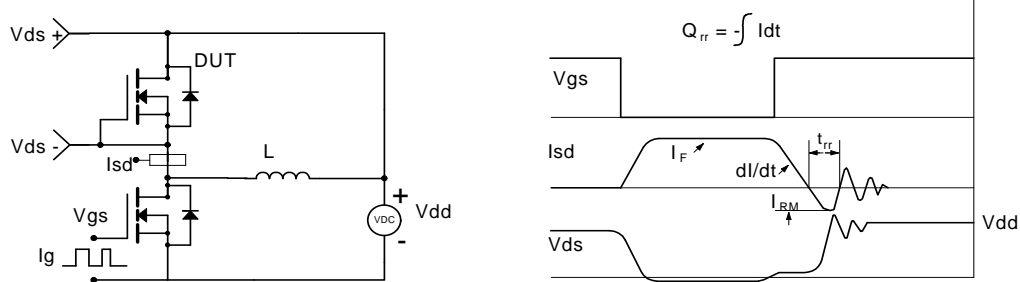 Vds +
DUT
Vds -
Isd
L
Vgs
Ig
+
VDC
-
Vdd
Q rr = -∫ Idt
Vgs
Isd
I F
dI/dt
t rr
I RM
Vds
Vdd